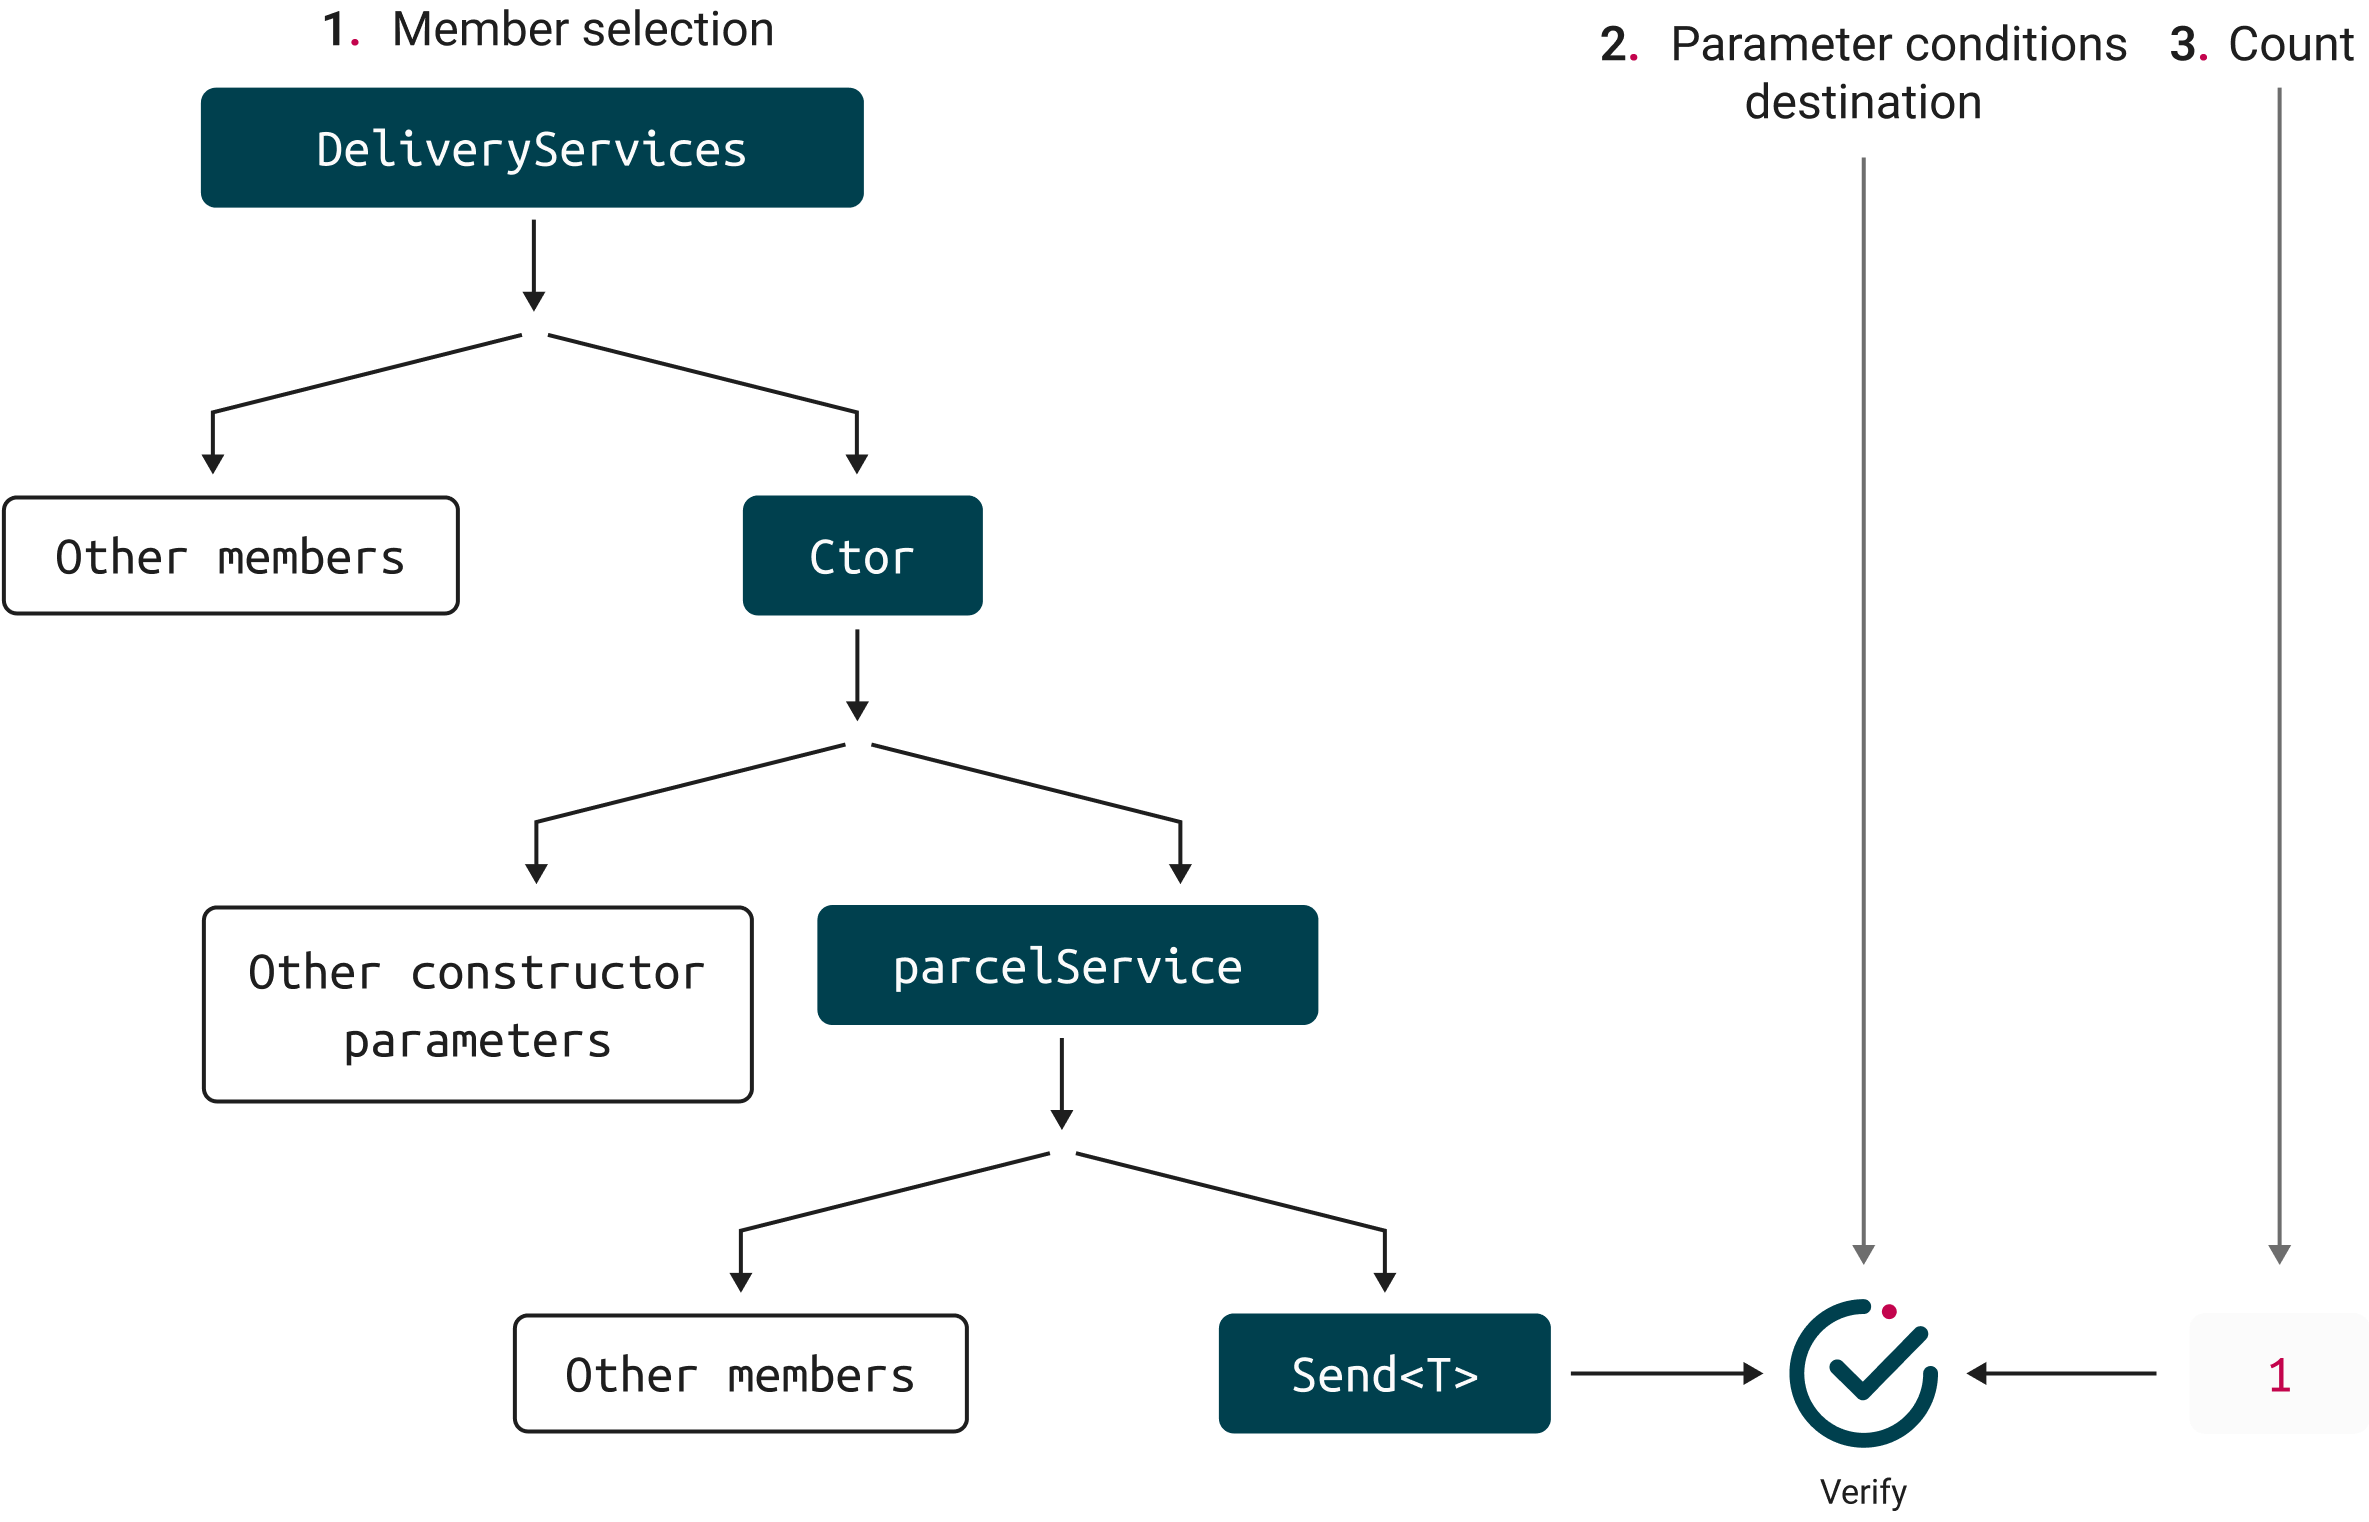 1. Member selection
2. Parameter conditions
destination
3. Count
DeliveryServices
Other members
Ctor
Other constructor
parameters
parcelService
Other members
Send<T>
1
Verify